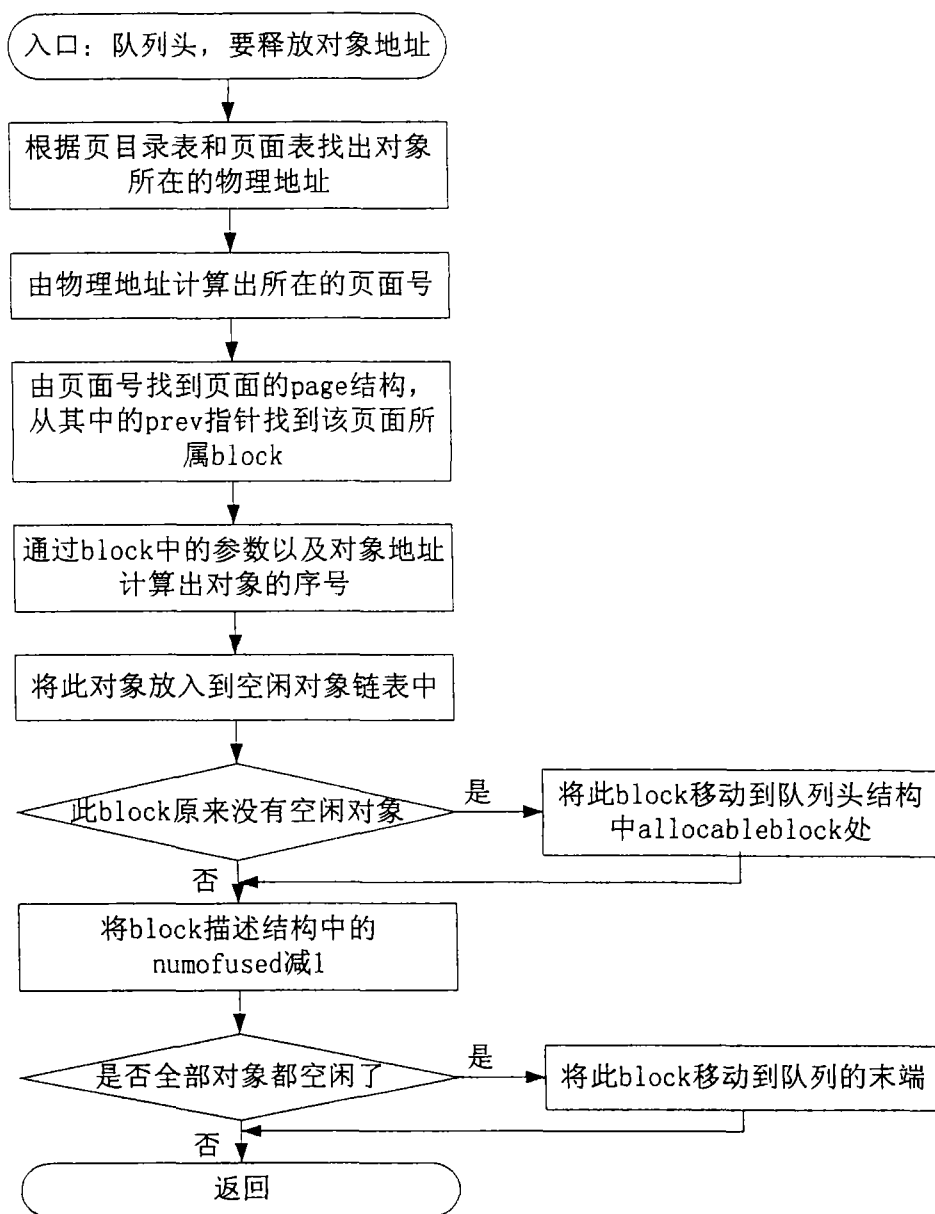 入口: 队列头, 要释放对象地址
根据页目录表和页面表找出对象
所在的物理地址
由物理地址计算出所在的页面号
由页面号找到页面的page结构,
从其中的prev指针找到该页面所
属block
通过block中的参数以及对象地址
计算出对象的序号
将此对象放入到空闲对象链表中
此block原来没有空闲对象
是
将此block移动到队列头结构
中allocableblock处
否
将block描述结构中的
numofused减1
是否全部对象都空闲了
是
将此block移动到队列的末端
否
返回